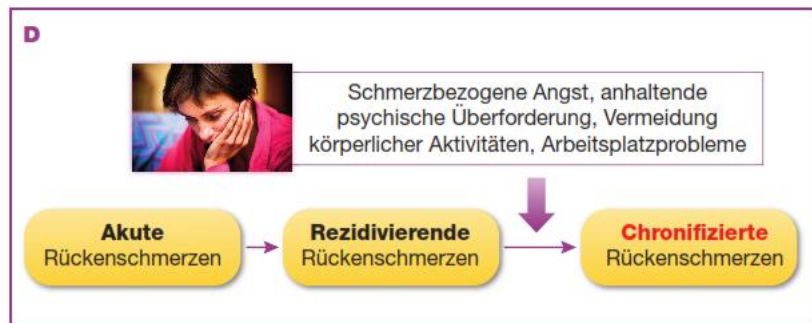 D
Schmerzbezogene Angst, anhaltende
psychische Überforderung, Vermeidung
körperlicher Aktivitäten, Arbeitsplatzprobleme
Akute
Rückenschmerzen
Rezidivierende
Rückenschmerzen
Chronifizierte
Rückenschmerzen